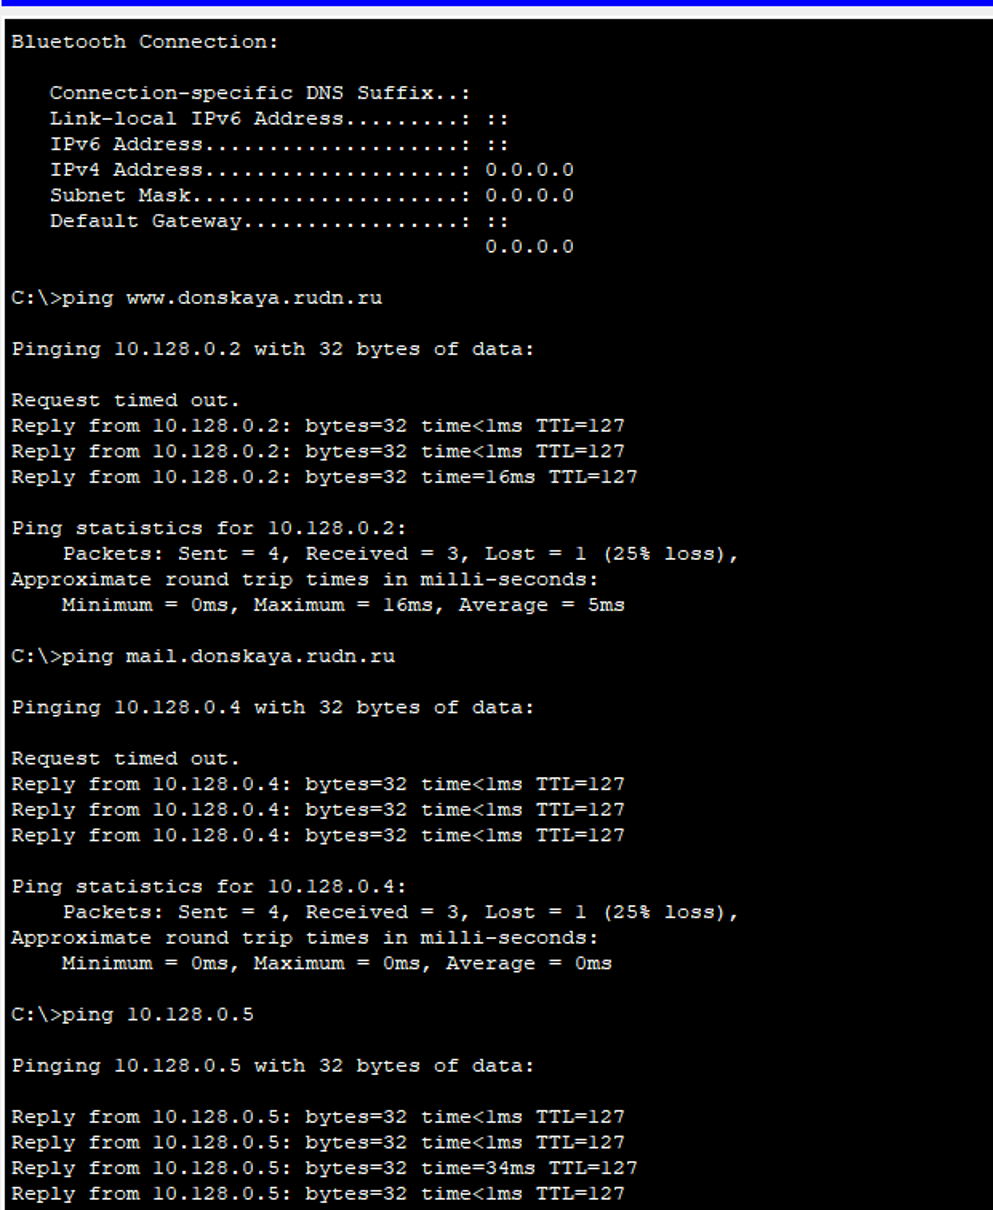 Bluetooth Connection:
Connection-specific DNS Suffix..:
Link-local IPv6 Address.........: ::
IPv6 Address....................: ::
IPv4 Address....................: 0.0.0.0
Subnet Mask.....................: 0.0.0.0
Default Gateway.................: ::
0.0.0.0
C:\>ping www.donskaya.rudn.ru
Pinging 10.128.0.2 with 32 bytes of data:
Request timed out.
Reply from 10.128.0.2: bytes=32 time<1ms TTL=127
Reply from 10.128.0.2: bytes=32 time<1ms TTL=127
Reply from 10.128.0.2: bytes=32 time=16ms TTL=127
Ping statistics for 10.128.0.2:
Packets: Sent = 4, Received = 3, Lost = 1 (25% loss),
Approximate round trip times in milli-seconds:
Minimum = 0ms, Maximum = 16ms, Average = 5ms
C:\>ping mail.donskaya.rudn.ru
Pinging 10.128.0.4 with 32 bytes of data:
Request timed out.
Reply from 10.128.0.4: bytes=32 time<1ms TTL=127
Reply from 10.128.0.4: bytes=32 time<1ms TTL=127
Reply from 10.128.0.4: bytes=32 time<1ms TTL=127
Ping statistics for 10.128.0.4:
Packets: Sent = 4, Received = 3, Lost = 1 (25% loss),
Approximate round trip times in milli-seconds:
Minimum = 0ms, Maximum = 0ms, Average = 0ms
C:\>ping 10.128.0.5
Pinging 10.128.0.5 with 32 bytes of data:
Reply from 10.128.0.5: bytes=32 time<1ms TTL=127
Reply from 10.128.0.5: bytes=32 time<1ms TTL=127
Reply from 10.128.0.5: bytes=32 time=34ms TTL=127
Reply from 10.128.0.5: bytes=32 time<1ms TTL=127